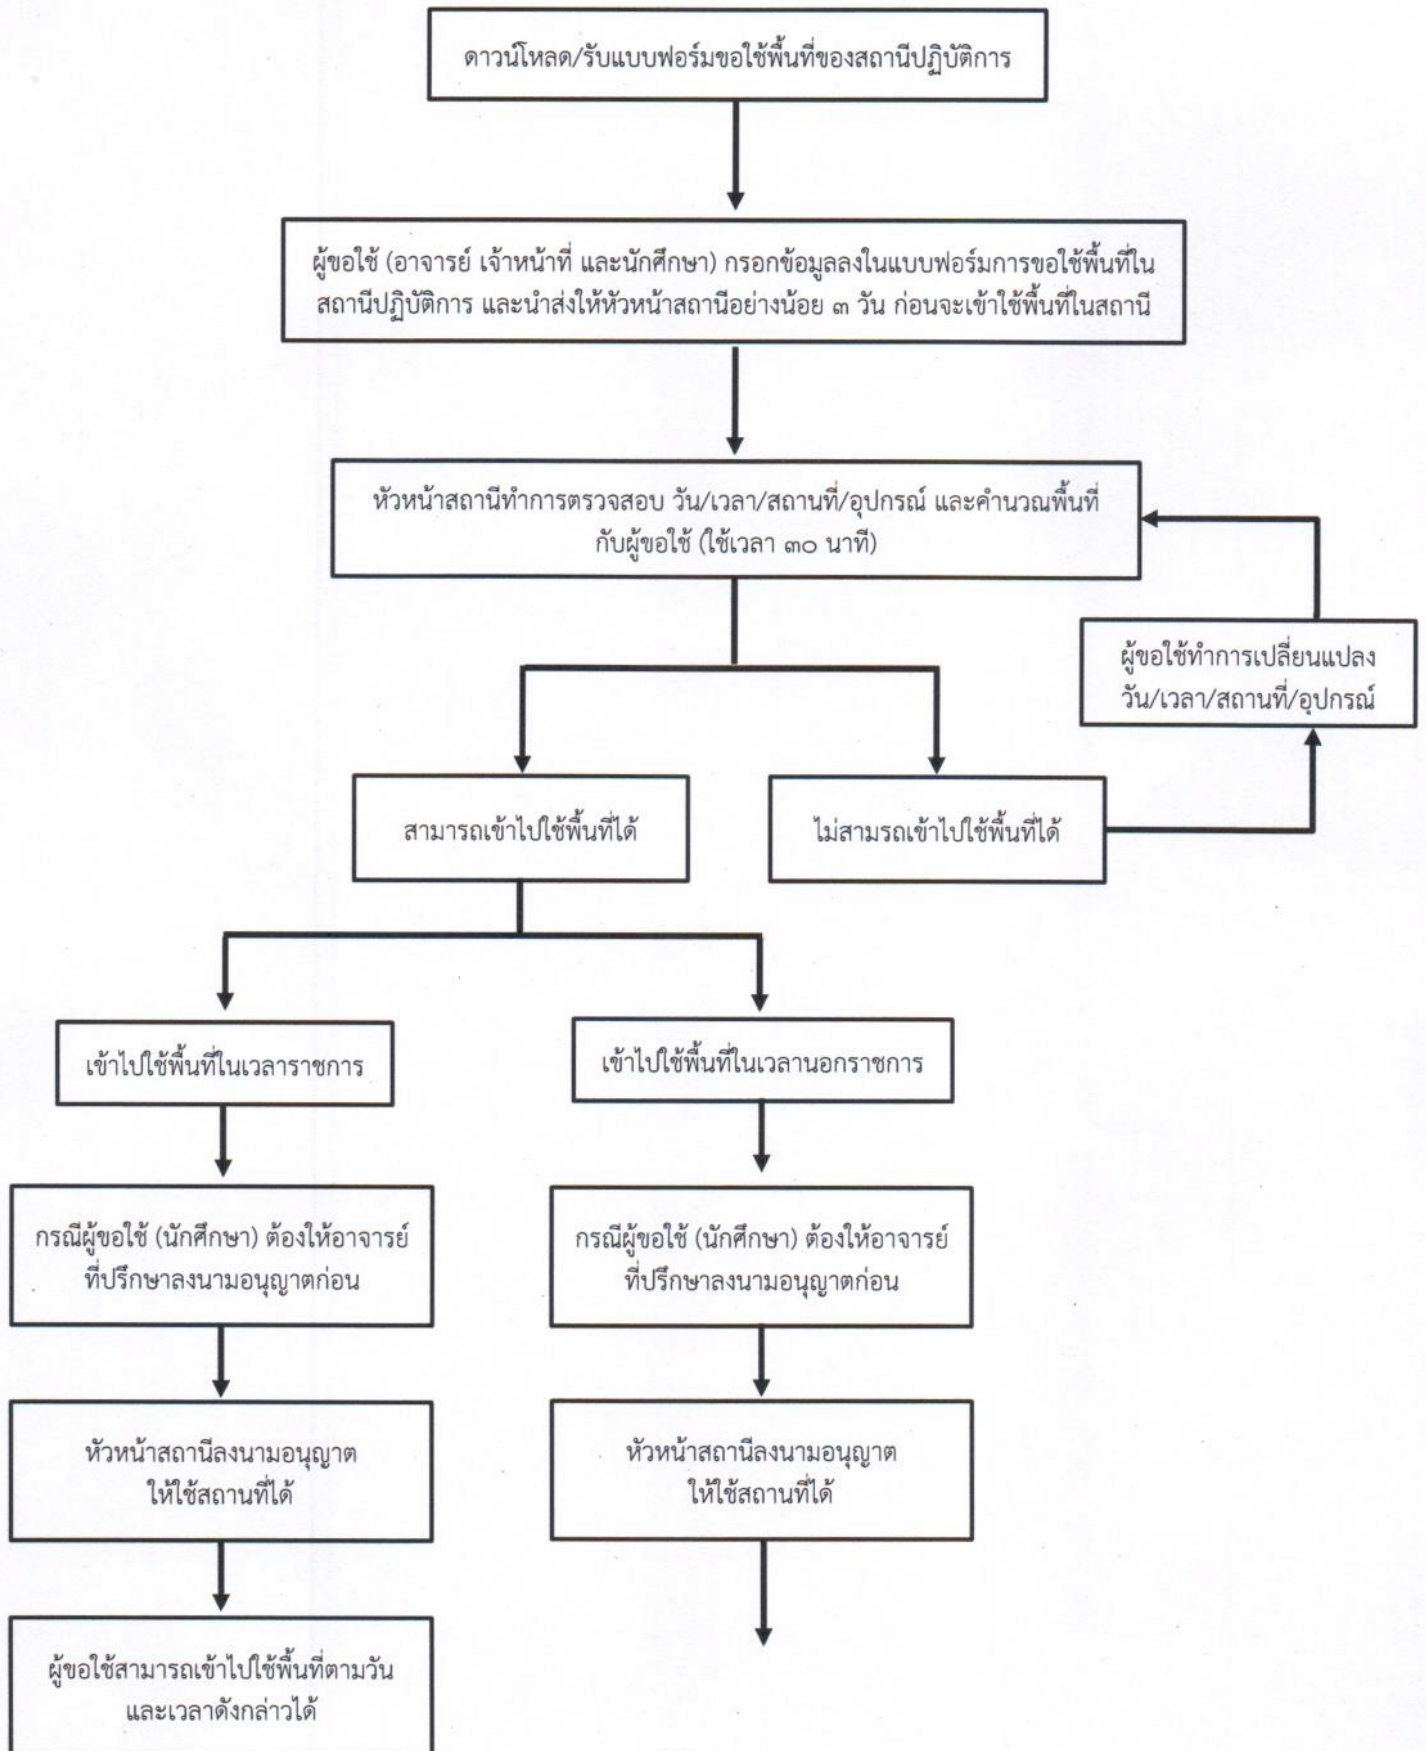 ดาวน์โหลด/รับแบบฟอร์มขอใช้พื้นที่ของสถานีปฏิบัติการ
ผู้ขอใช้ (อาจารย์ เจ้าหน้าที่ และนักศึกษา) กรอกข้อมูลลงในแบบฟอร์มการขอใช้พื้นที่ใน
สถานีปฏิบัติการ และนำส่งให้หัวหน้าสถานีอย่างน้อย ๓ วัน ก่อนจะเข้าใช้พื้นที่ในสถานี
หัวหน้าสถานีทำการตรวจสอบ วัน/เวลา/สถานที่/อุปกรณ์ และคำนวณพื้นที่
กับผู้ขอใช้ (ใช้เวลา ๓๐ นาที)
ผู้ขอใช้ทำการเปลี่ยนแปลง
วัน/เวลา/สถานที่/อุปกรณ์
สามารถเข้าไปใช้พื้นที่ได้
ไม่สามรถเข้าไปใช้พื้นที่ได้
เข้าไปใช้พื้นที่ในเวลาราชการ
เข้าไปใช้พื้นที่ในเวลานอกราชการ
กรณีผู้ขอใช้ (นักศึกษา) ต้องให้อาจารย์
ที่ปรึกษาลงนามอนุญาตก่อน
กรณีผู้ขอใช้ (นักศึกษา) ต้องให้อาจารย์
ที่ปรึกษาลงนามอนุญาตก่อน
หัวหน้าสถานีลงนามอนุญาต
ให้ใช้สถานที่ได้
หัวหน้าสถานีลงนามอนุญาต
ให้ใช้สถานที่ได้
ผู้ขอใช้สามารถเข้าไปใช้พื้นที่ตามวัน
และเวลาดังกล่าวได้